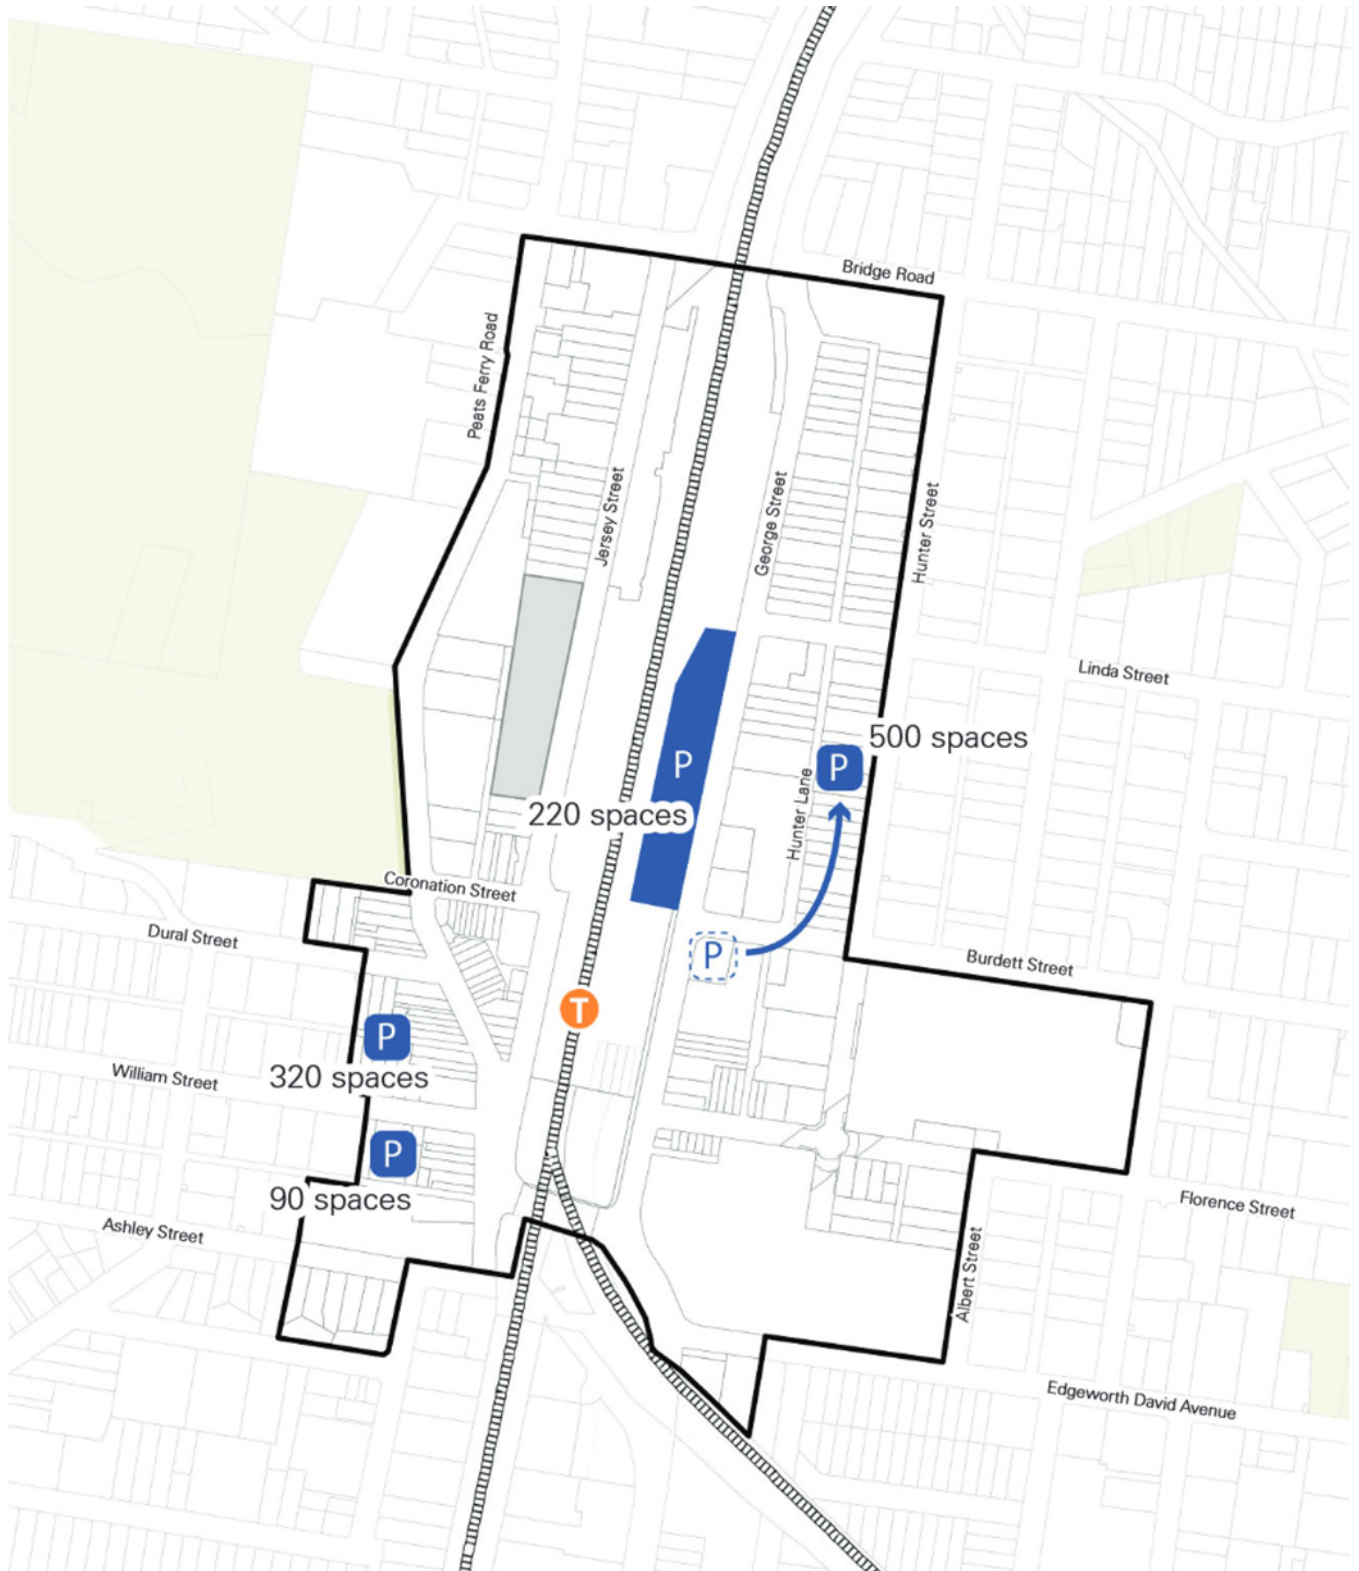 Bridge Road
Peats Ferry Road
Jersey Street
George Street
Hunter Street
Linda Street
500 spaces
P
P
Hunter Lane
220 spaces
Coronation Street
Dural Street
P
Burdett Street
T
P
320 spaces
William Street
P
90 spaces
Florence Street
Ashley Street
Albert Street
Edgeworth David Avenue